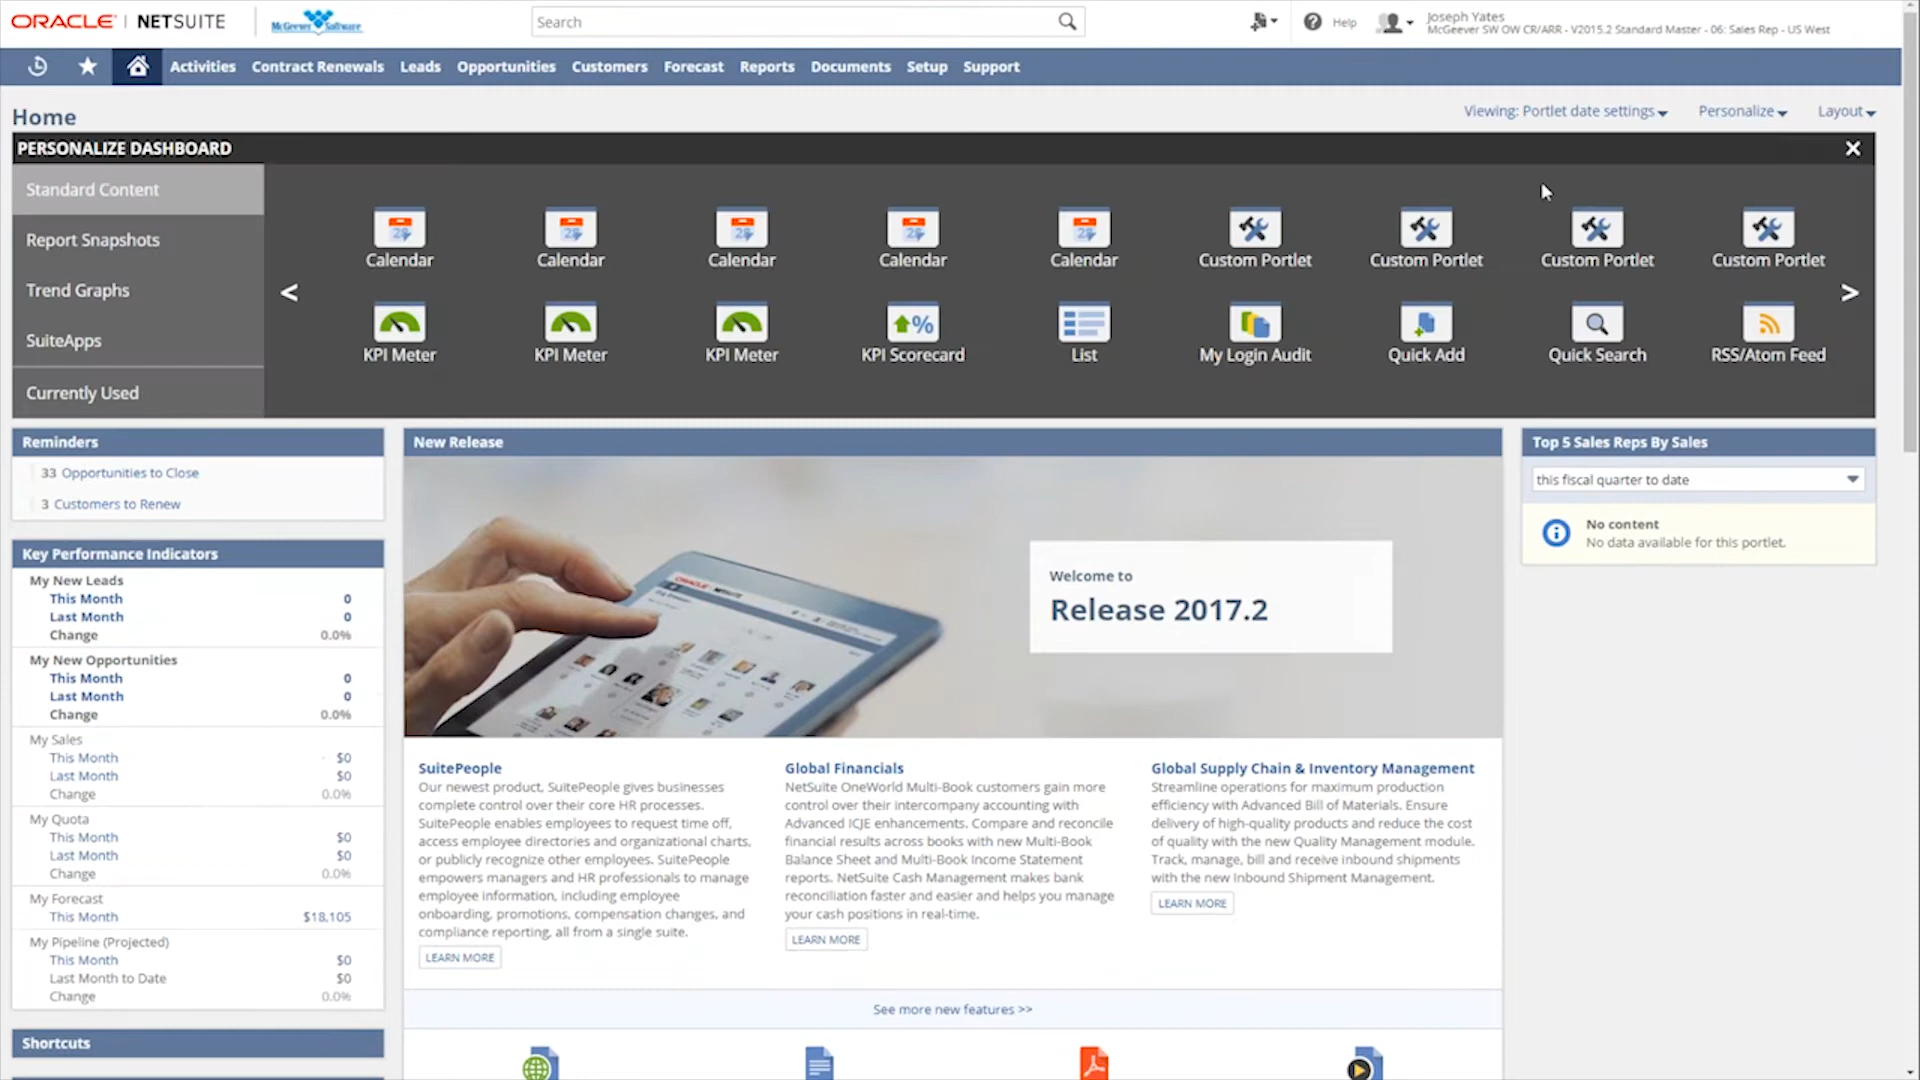 ORACLE | NETSUITE
McGeever Software
Search
Help
Joseph Yates
McGeever SW OW CR/ARR - V2015.2 Standard Master - 06: Sales Rep - US West
Activities
Contract Renewals
Leads
Opportunities
Customers
Forecast
Reports
Documents
Setup
Support
Home
Viewing: Portlet date settings
Personalize
Layout
PERSONALIZE DASHBOARD
Standard Content
Report Snapshots
Trend Graphs
SuiteApps
Currently Used
Calendar
Calendar
Calendar
Calendar
Calendar
Custom Portlet
Custom Portlet
Custom Portlet
Custom Portlet
KPI Meter
KPI Meter
KPI Meter
KPI Scorecard
List
My Login Audit
Quick Add
Quick Search
RSS/Atom Feed
Reminders
33 Opportunities to Close
3 Customers to Renew
Key Performance Indicators
My New Leads
This Month 0
Last Month 0
Change 0.0%
My New Opportunities
This Month 0
Last Month 0
Change 0.0%
My Sales
This Month $0
Last Month $0
Change 0.0%
My Quota
This Month $0
Last Month $0
Change 0.0%
My Forecast
This Month $18,105
My Pipeline (Projected)
This Month $0
Last Month to Date $0
Change 0.0%
Shortcuts
New Release
ORACLE NETSUITE
Welcome to
Release 2017.2
SuitePeople
Our newest product, SuitePeople gives businesses
complete control over their core HR processes.
SuitePeople enables employees to request time off,
access employee directories and organizational charts,
or publicly recognize other employees. SuitePeople
empowers managers and HR professionals to manage
employee information, including employee
onboarding, promotions, compensation changes, and
compliance reporting, all from a single suite.
LEARN MORE
Global Financials
NetSuite OneWorld Multi-Book customers gain more
control over their intercompany accounting with
Advanced ICJE enhancements. Compare and reconcile
financial results across books with new Multi-Book
Balance Sheet and Multi-Book Income Statement
reports. NetSuite Cash Management makes bank
reconciliation faster and easier and helps you manage
your cash positions in real-time.
LEARN MORE
Global Supply Chain & Inventory Management
Streamline operations for maximum production
efficiency with Advanced Bill of Materials. Ensure
delivery of high-quality products and reduce the cost
of quality with the new Quality Management module.
Track, manage, bill and receive inbound shipments
with the new Inbound Shipment Management.
LEARN MORE
See more new features >>
Top 5 Sales Reps By Sales
this fiscal quarter to date
No content
No data available for this portlet.